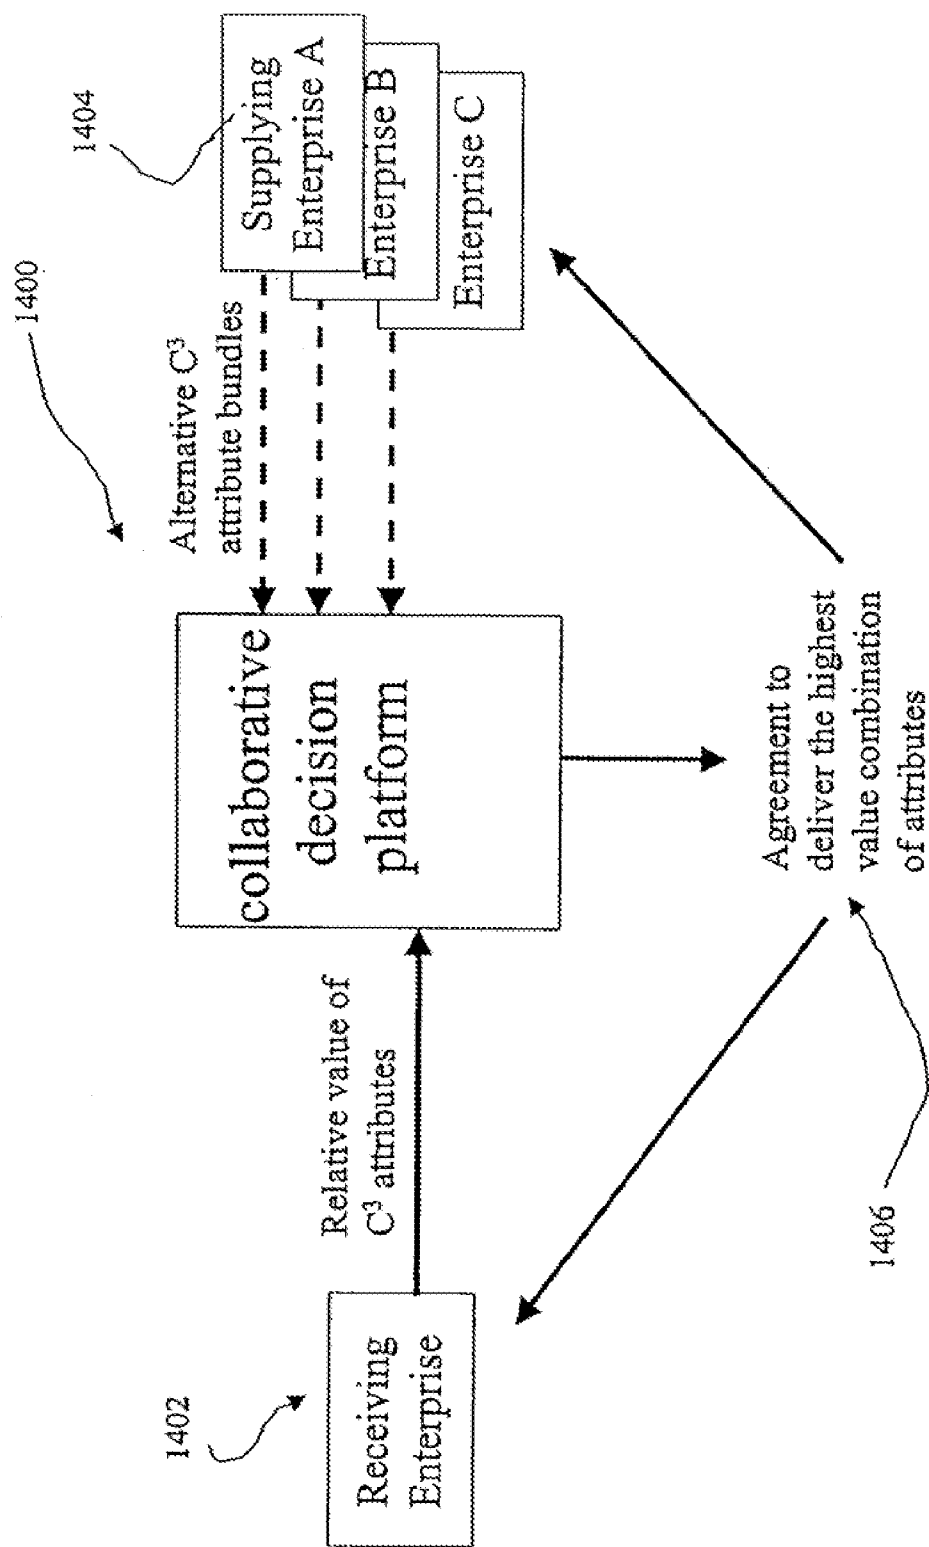 1400
1404
Supplying
Enterprise A
Enterprise B
Enterprise C
Alternative C³
attribute bundles
collaborative
decision
platform
Relative value of
C³ attributes
1402
Receiving
Enterprise
Agreement to
deliver the highest
value combination
of attributes
1406